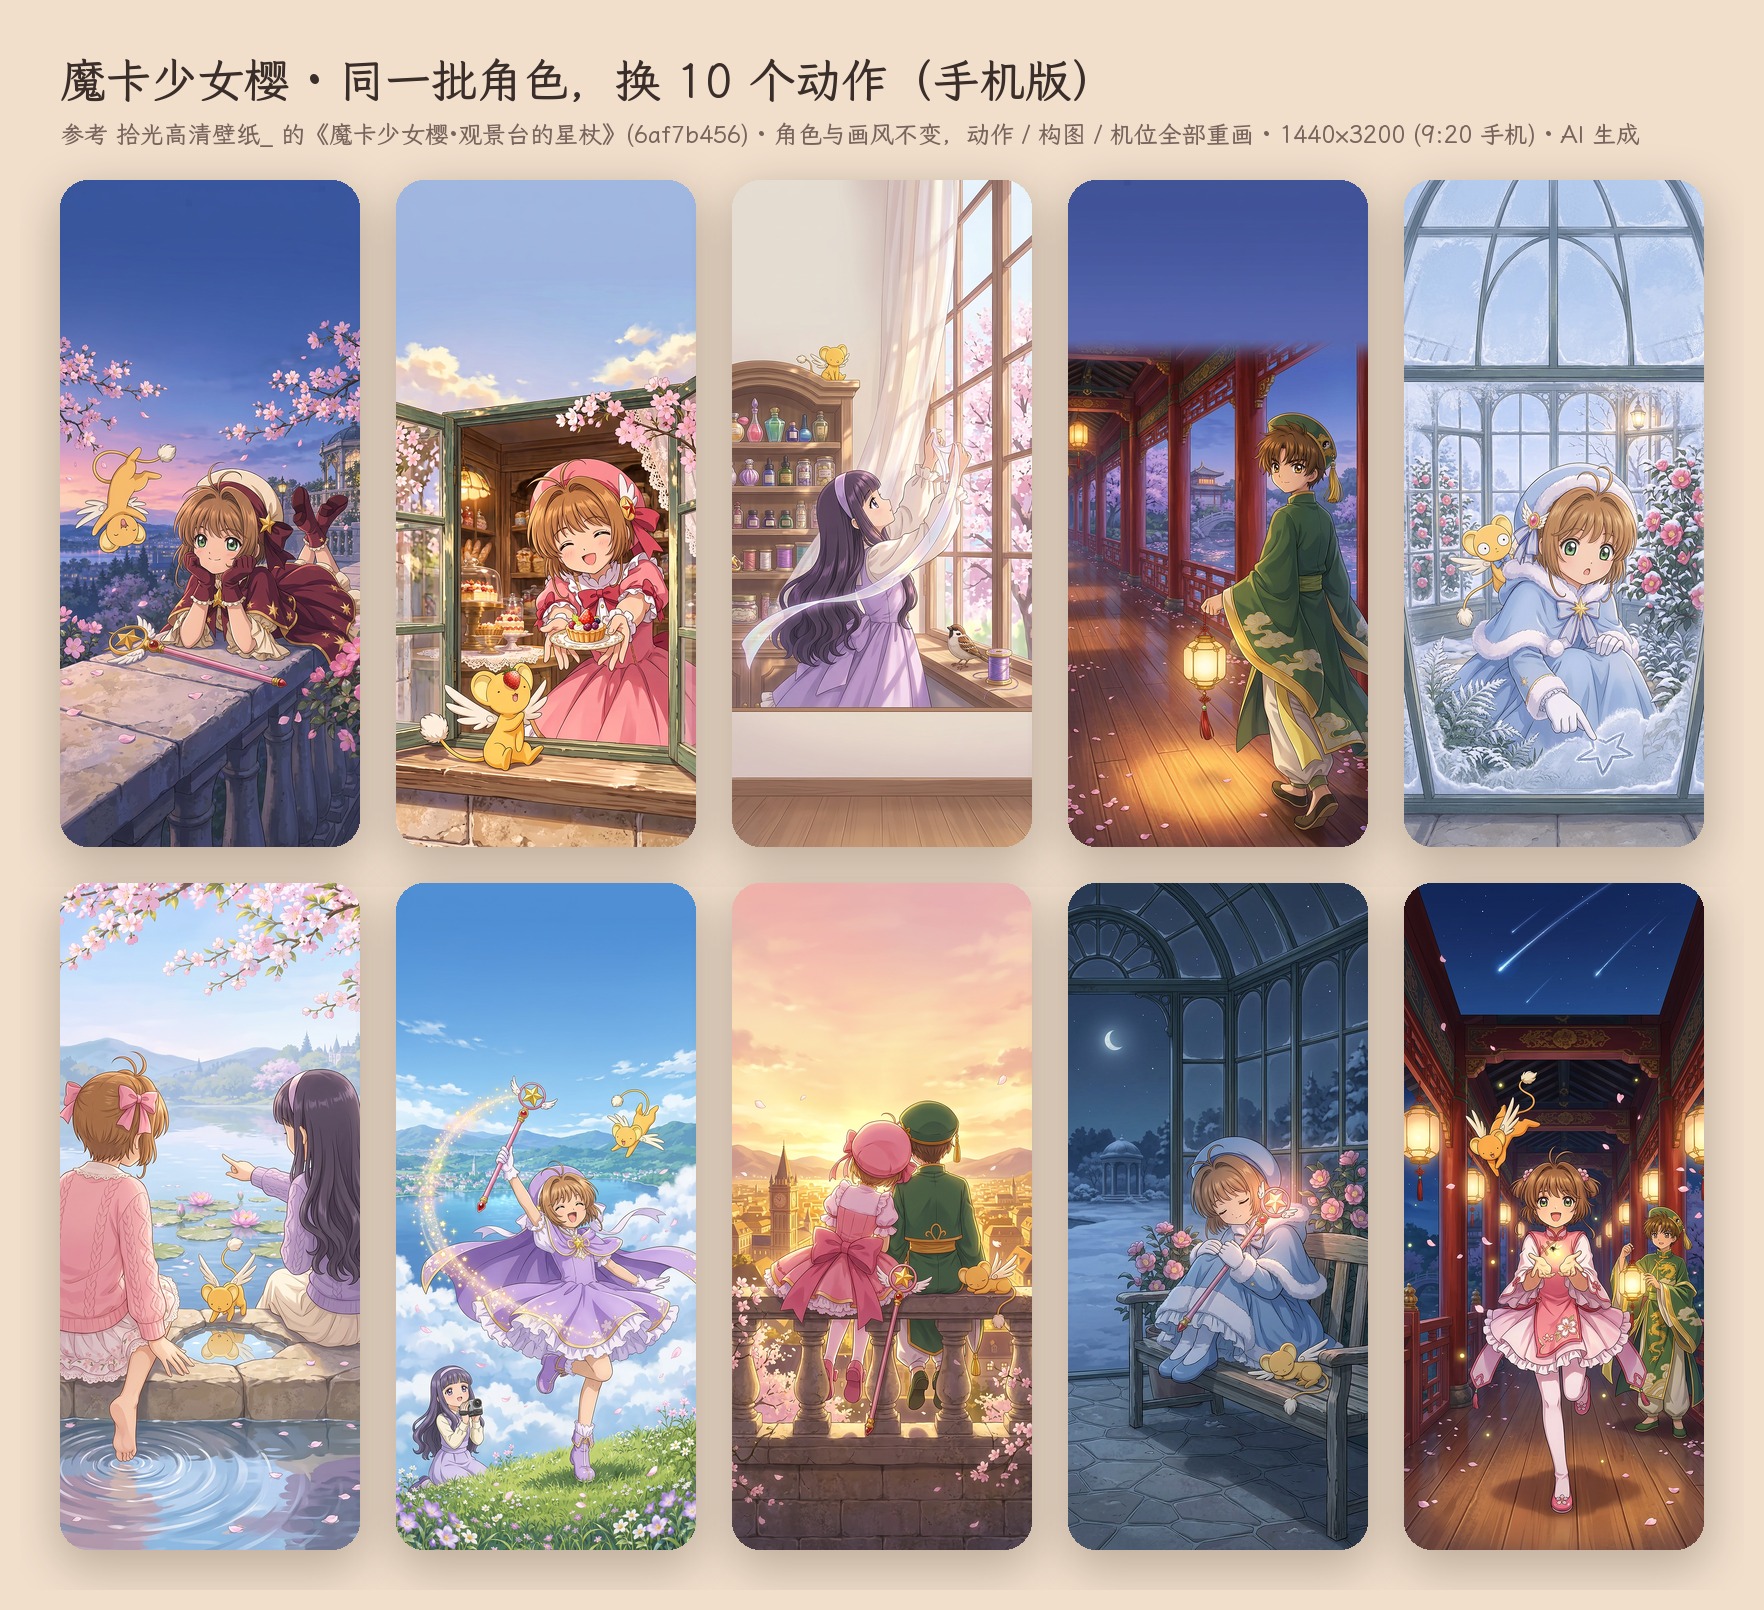 魔卡少女樱・同一批角色，换 10 个动作（手机版）
参考 拾光高清壁纸_ 的《魔卡少女樱•观景台的星杖》(6af7b456)・角色与画风不变，动作 / 构图 / 机位全部重画・1440x3200 (9:20 手机)・AI 生成